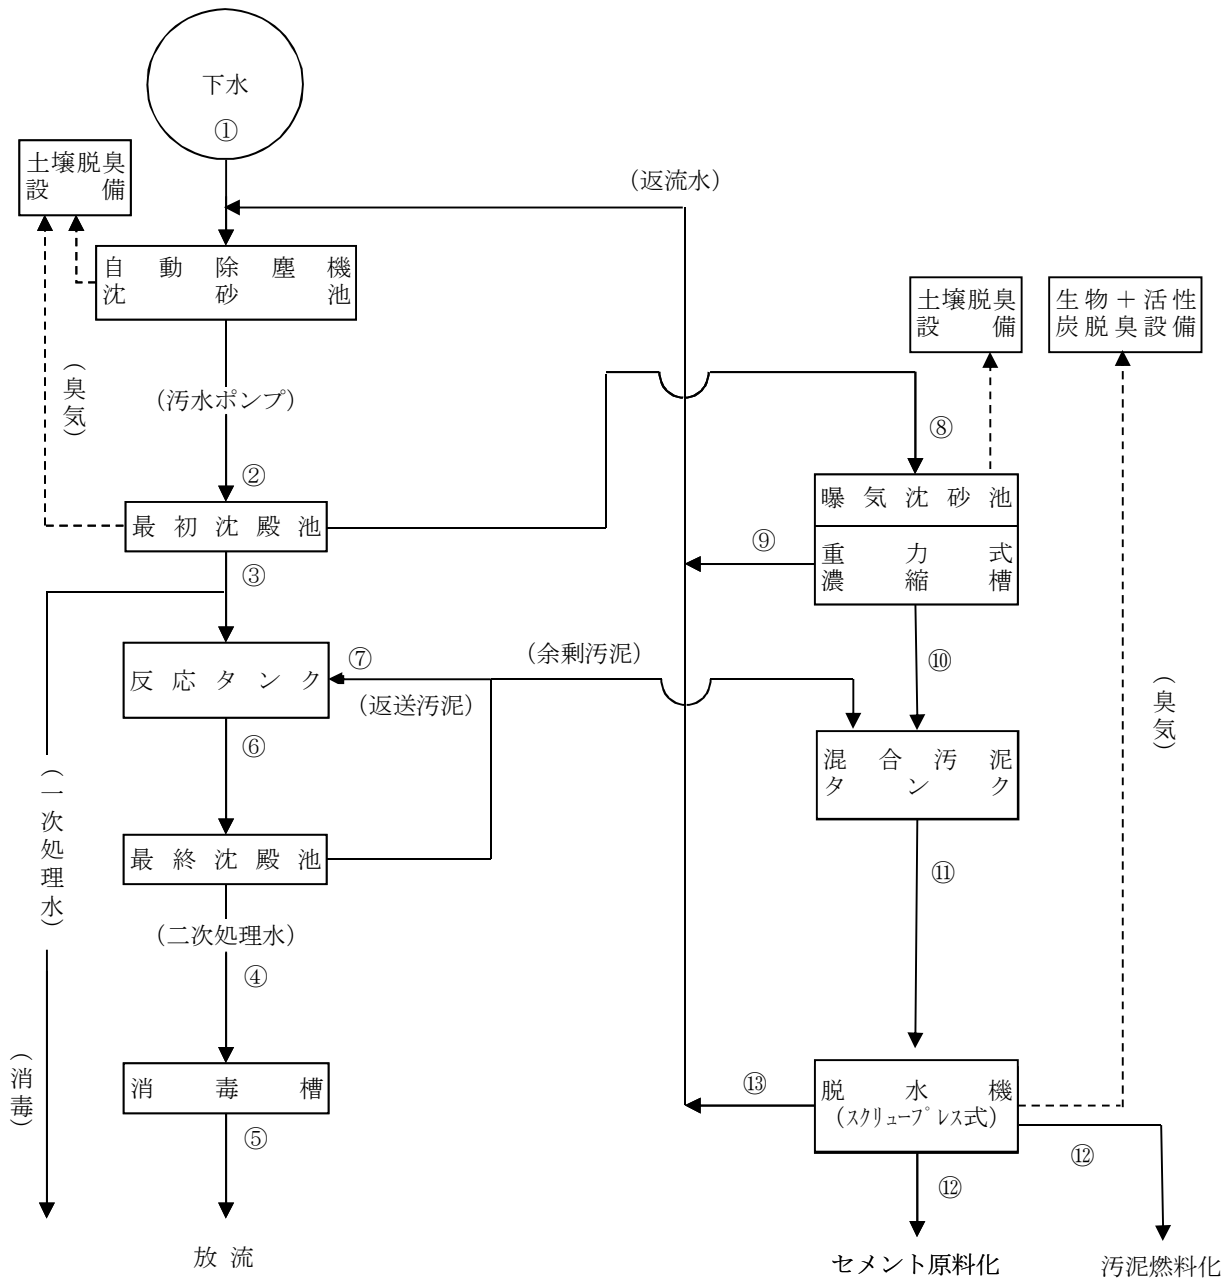 下水
①
土壌脱臭
設備
(返流水)
自動除塵機
沈砂池
土壌脱臭
設備
生物＋活性
炭脱臭設備
(臭気)
(汚水ポンプ)
②
⑧
最初沈殿池
曝気沈砂池
③
⑨
重力式
濃縮槽
反応タンク
⑦
(返送汚泥)
(余剰汚泥)
⑩
(臭気)
⑥
混合汚泥
タンク
(一次処理水)
最終沈殿池
⑪
(二次処理水)
④
(消毒)
消毒槽
⑬
脱水機
(ｽｸﾘｭｰﾌﾟﾚｽ式)
⑤
⑫
⑫
放流
セメント原料化
汚泥燃料化